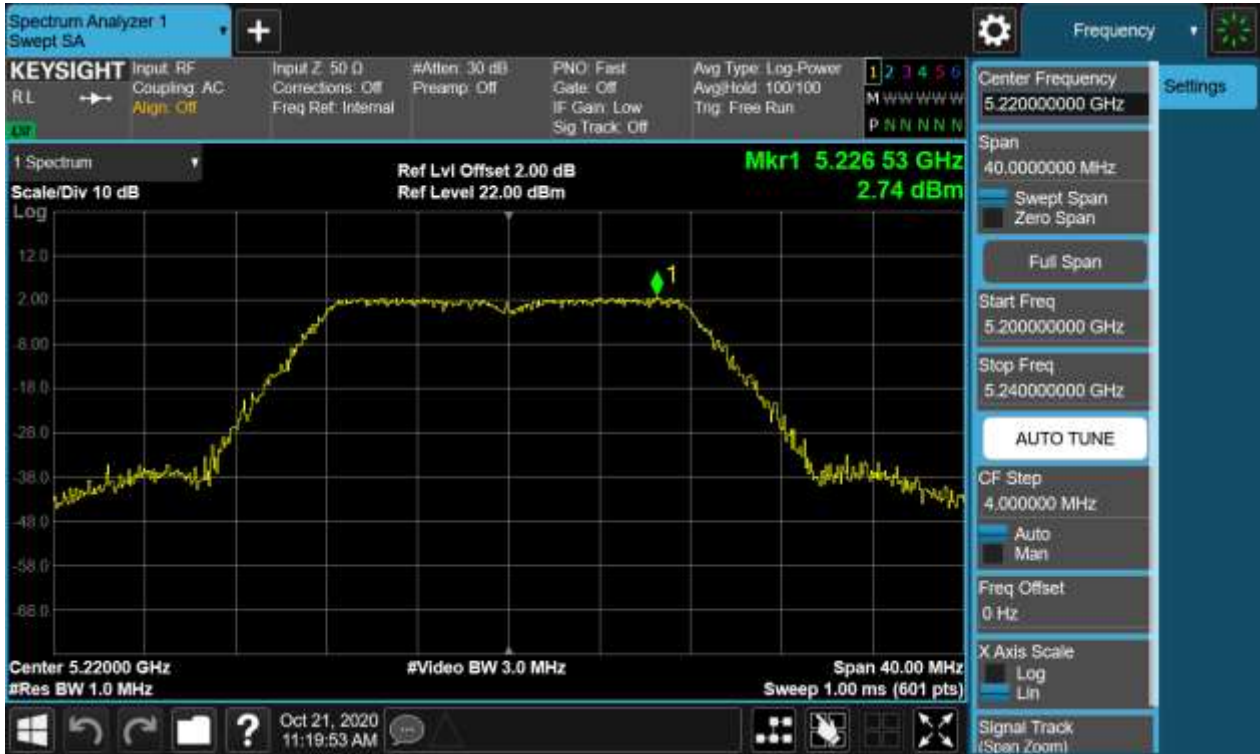 Spectrum Analyzer 1
Swept SA
+
Frequency
KEYSIGHT
RL
Input: RF
Coupling: AC
Align: Off
Input Z: 50 Ω
Corrections: Off
Freq Ref: Internal
#Atten: 30 dB
Preamp: Off
PNO: Fast
Gate: Off
IF Gain: Low
Sig Track: Off
Avg Type: Log-Power
Avg|Hold: 100/100
Trig: Free Run
1 2 3 4 5 6
M W W W W W
P N N N N N
1 Spectrum
Scale/Div 10 dB
Ref Lvl Offset 2.00 dB
Ref Level 22.00 dBm
Mkr1 5.226 53 GHz
2.74 dBm
Log
12.0
2.00
-8.00
-18.0
-28.0
-38.0
-48.0
-58.0
-68.0
1
Center 5.22000 GHz
#Video BW 3.0 MHz
Span 40.00 MHz
#Res BW 1.0 MHz
Sweep 1.00 ms (601 pts)
?
Oct 21, 2020
11:19:53 AM
Center Frequency
5.220000000 GHz
Settings
Span
40.0000000 MHz
Swept Span
Zero Span
Full Span
Start Freq
5.200000000 GHz
Stop Freq
5.240000000 GHz
AUTO TUNE
CF Step
4.000000 MHz
Auto
Man
Freq Offset
0 Hz
X Axis Scale
Log
Lin
Signal Track
(Span Zoom)